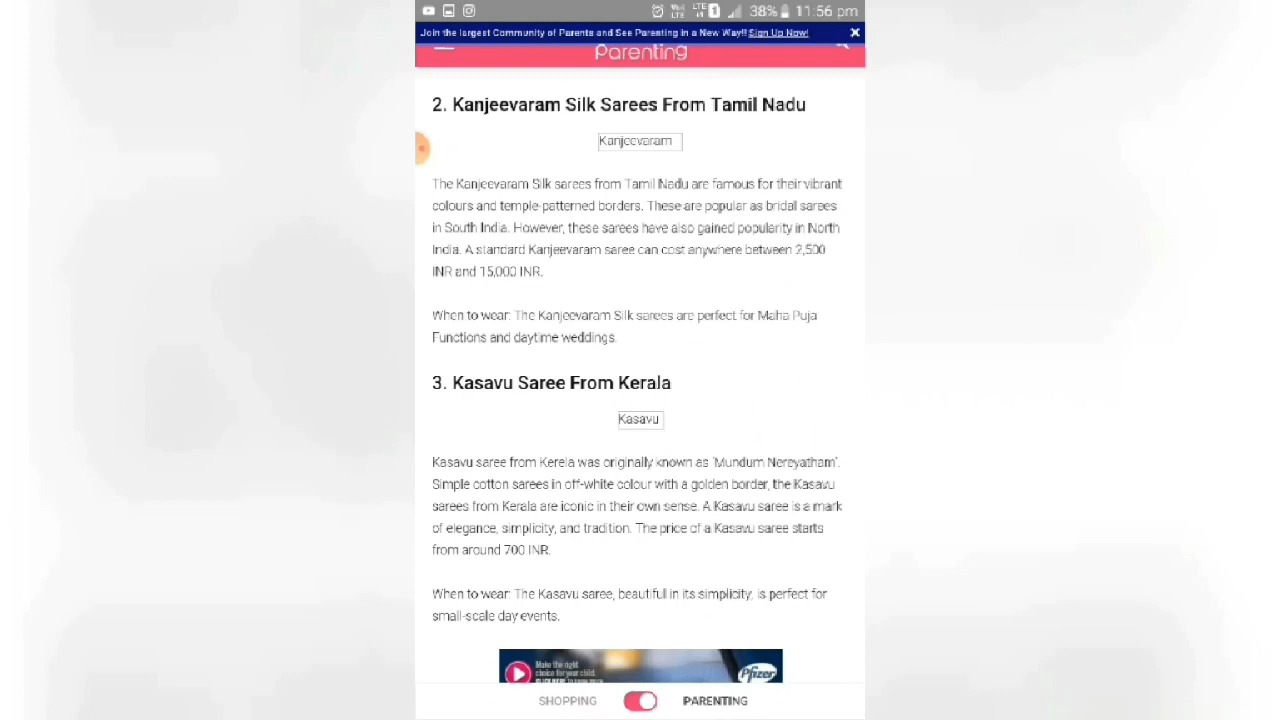 38% 11:56 pm
Join the largest Community of Parents and See Parenting in a New Way!! Sign Up Now!
Parenting
2. Kanjeevaram Silk Sarees From Tamil Nadu
Kanjeevaram
The Kanjeevaram Silk sarees from Tamil Nadu are famous for their vibrant
colours and temple-patterned borders. These are popular as bridal sarees
in South India. However, these sarees have also gained popularity in North
India. A standard Kanjeevaram saree can cost anywhere between 2,500
INR and 15,000 INR.
When to wear: The Kanjeevaram Silk sarees are perfect for Maha Puja
Functions and daytime weddings.
3. Kasavu Saree From Kerala
Kasavu
Kasavu saree from Kerela was originally known as 'Mundum Nereyatham'.
Simple cotton sarees in off-white colour with a golden border, the Kasavu
sarees from Kerala are iconic in their own sense. A Kasavu saree is a mark
of elegance, simplicity, and tradition. The price of a Kasavu saree starts
from around 700 INR.
When to wear: The Kasavu saree, beautiful in its simplicity, is perfect for
small-scale day events.
Make the right
choice for your child.
Pfizer
SHOPPING PARENTING